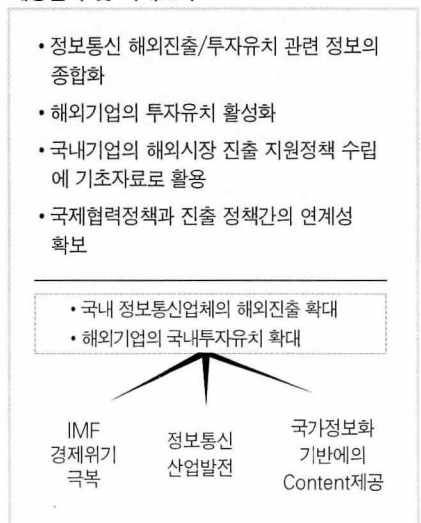 • 정보통신 해외진출/투자유치 관련 정보의
종합화
• 해외기업의 투자유치 활성화
• 국내기업의 해외시장 진출 지원정책 수립
에 기초자료로 활용
• 국제협력정책과 진출 정책간의 연계성
확보
• 국내 정보통신업체의 해외진출 확대
• 해외기업의 국내투자유치 확대
IMF
경제위기
극복
정보통신
산업발전
국가정보화
기반에의
Content제공